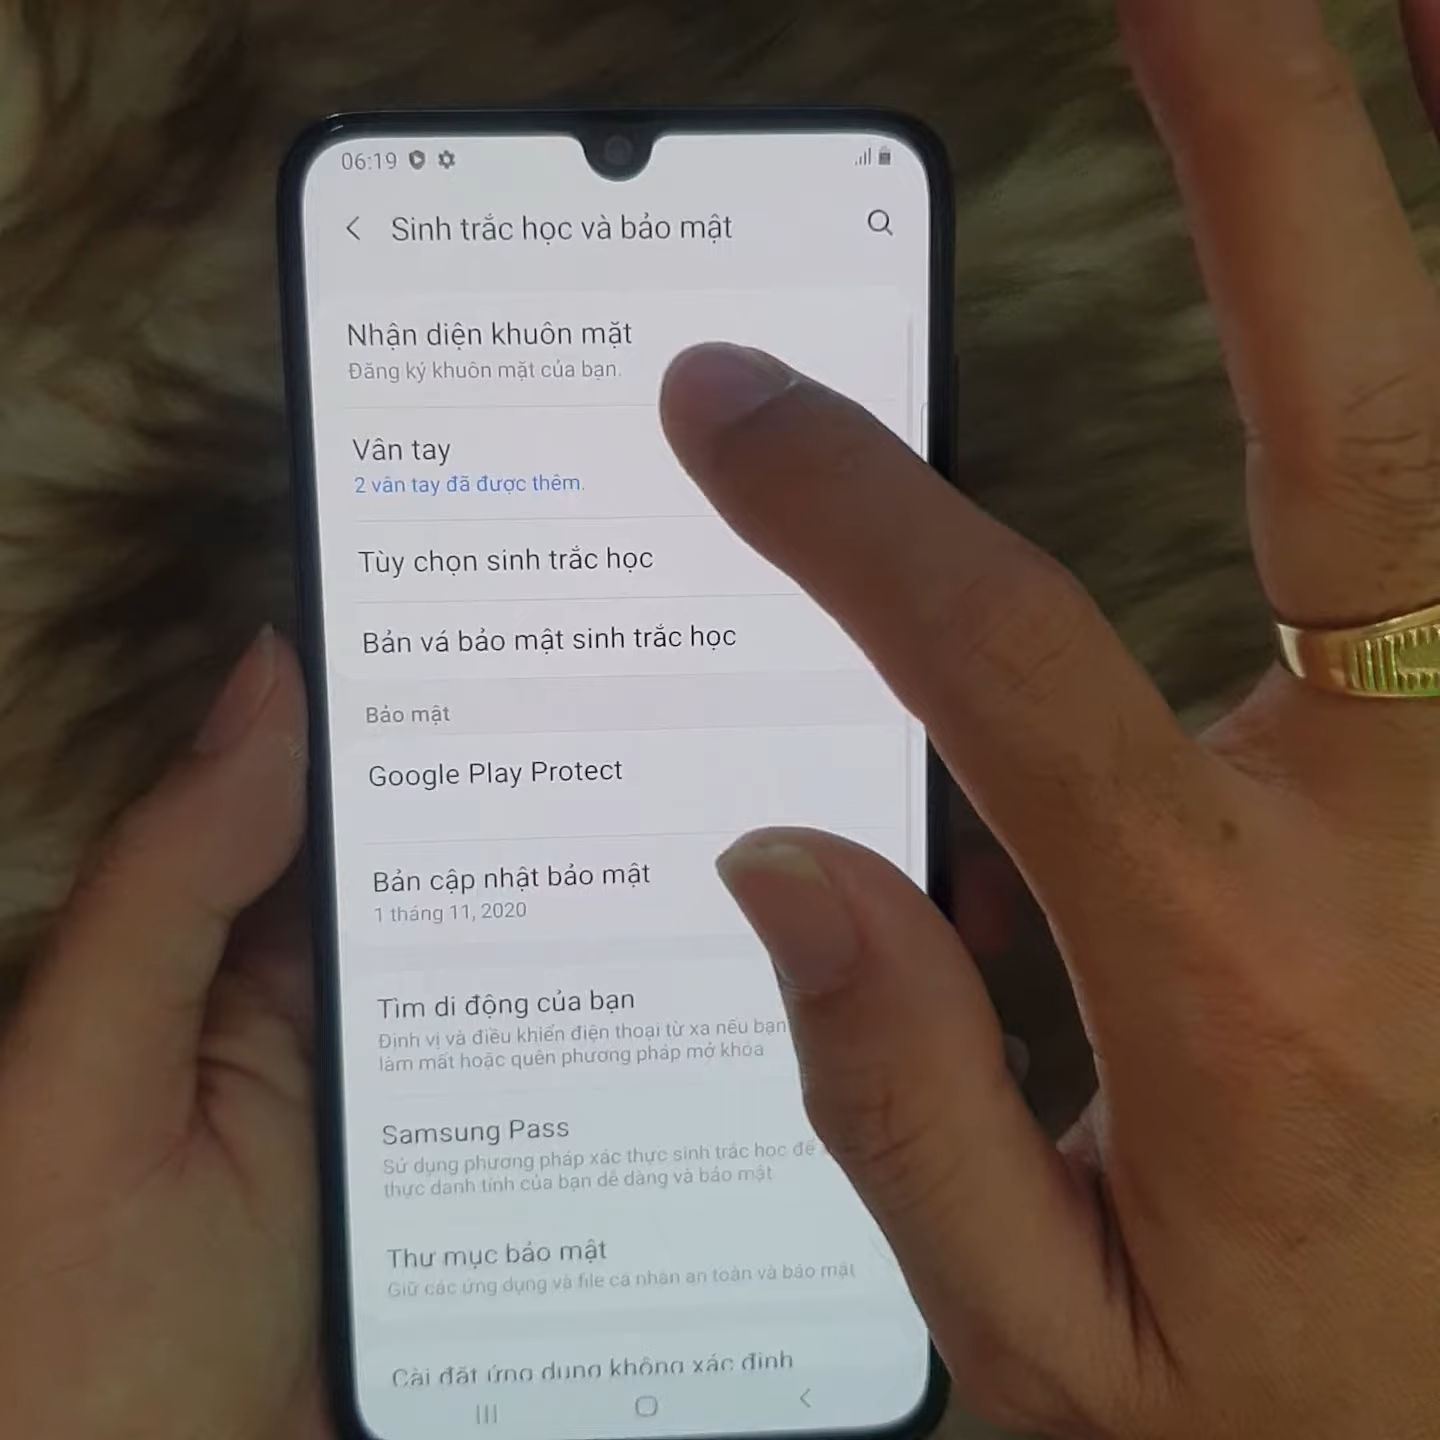 06:19
Sinh trắc học và bảo mật
Nhận diện khuôn mặt
Đăng ký khuôn mặt của bạn.
Vân tay
2 vân tay đã được thêm.
Tùy chọn sinh trắc học
Bản vá bảo mật sinh trắc học
Bảo mật
Google Play Protect
Bản cập nhật bảo mật
1 tháng 11, 2020
Tìm di động của bạn
Định vị và điều khiển điện thoại từ xa nếu bạn
làm mất hoặc quên phương pháp mở khóa
Samsung Pass
Sử dụng phương pháp xác thực sinh trắc học để
thực danh tính của bạn dễ dàng và bảo mật
Thư mục bảo mật
Giữ các ứng dụng và file cá nhân an toàn và bảo mật
Cài đặt ứng dụng không xác định